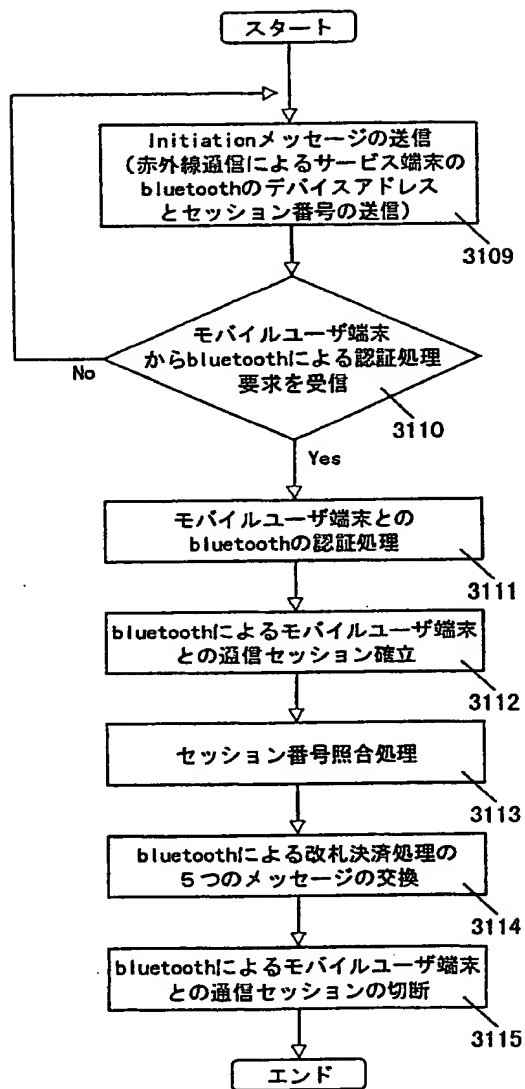 スタート
Initiationメッセージの送信
(赤外線通信によるサービス端末の
bluetoothのデバイスアドレス
とセッション番号の送信)
3109
モバイルユーザ端末
からbluetoothによる認証処理
要求を受信
3110
No
Yes
モバイルユーザ端末との
bluetoothの認証処理
3111
bluetoothによるモバイルユーザ端末
との通信セッション確立
3112
セッション番号照合処理
3113
bluetoothによる改札決済処理の
5つのメッセージの交換
3114
bluetoothによるモバイルユーザ端末
との通信セッションの切断
3115
エンド